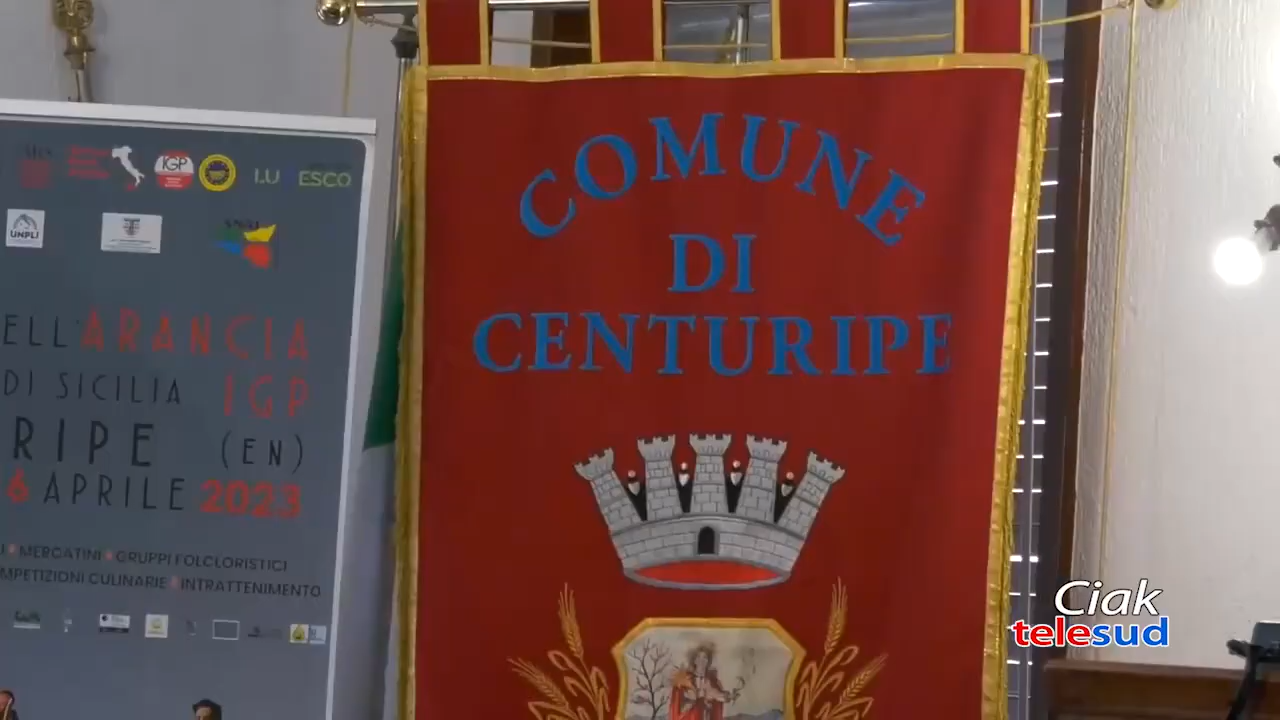 IGP
UNPLI
ELL'ARANCIA
DI SICILIA IGP
RIPE (EN)
6 APRILE 2023
MERCATINI GRUPPI FOLCLORISTICI
MPETIZIONI CULINARIE INTRATTENIMENTO
COMUNE
DI
CENTURIPE
Ciak
telesud